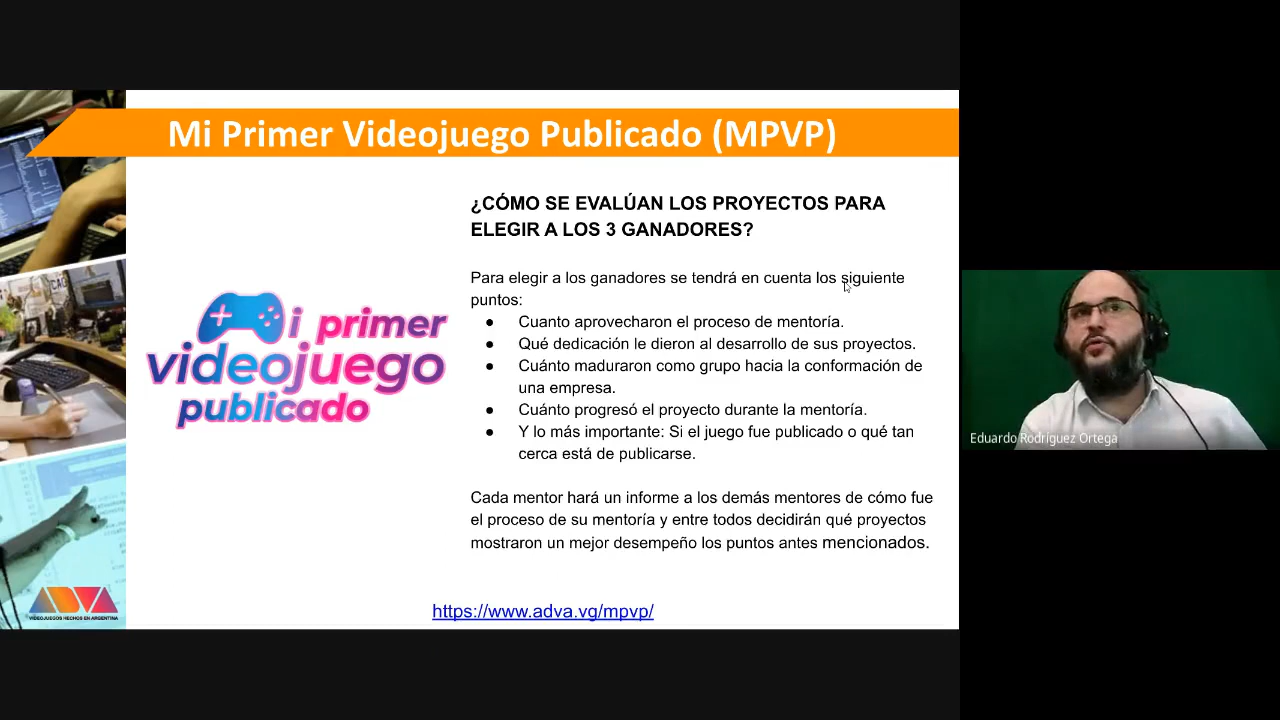 Mi Primer Videojuego Publicado (MPVP)
¿CÓMO SE EVALÚAN LOS PROYECTOS PARA
ELEGIR A LOS 3 GANADORES?
Para elegir a los ganadores se tendrá en cuenta los siguiente
puntos:
● Cuanto aprovecharon el proceso de mentoría.
● Qué dedicación le dieron al desarrollo de sus proyectos.
● Cuánto maduraron como grupo hacia la conformación de
una empresa.
● Cuánto progresó el proyecto durante la mentoría.
● Y lo más importante: Si el juego fue publicado o qué tan
cerca está de publicarse.
Cada mentor hará un informe a los demás mentores de cómo fue
el proceso de su mentoría y entre todos decidirán qué proyectos
mostraron un mejor desempeño los puntos antes mencionados.
https://www.adva.vg/mpvp/
i primer
videojuego
publicado
ADVA
VIDEOJUEGOS HECHOS EN ARGENTINA
Eduardo Rodríguez Ortega